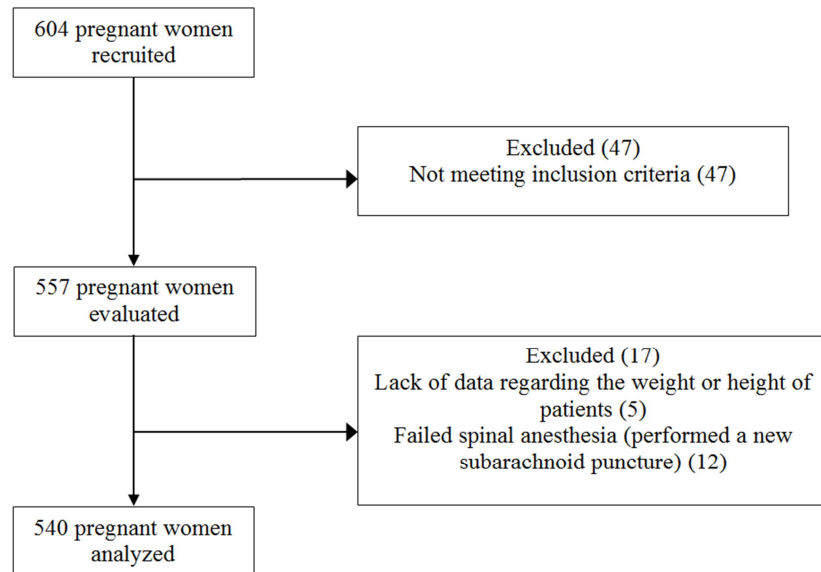 604 pregnant women
recruited
Excluded (47)
Not meeting inclusion criteria (47)
557 pregnant women
evaluated
Excluded (17)
Lack of data regarding the weight or height of
patients (5)
Failed spinal anesthesia (performed a new
subarachnoid puncture) (12)
540 pregnant women
analyzed